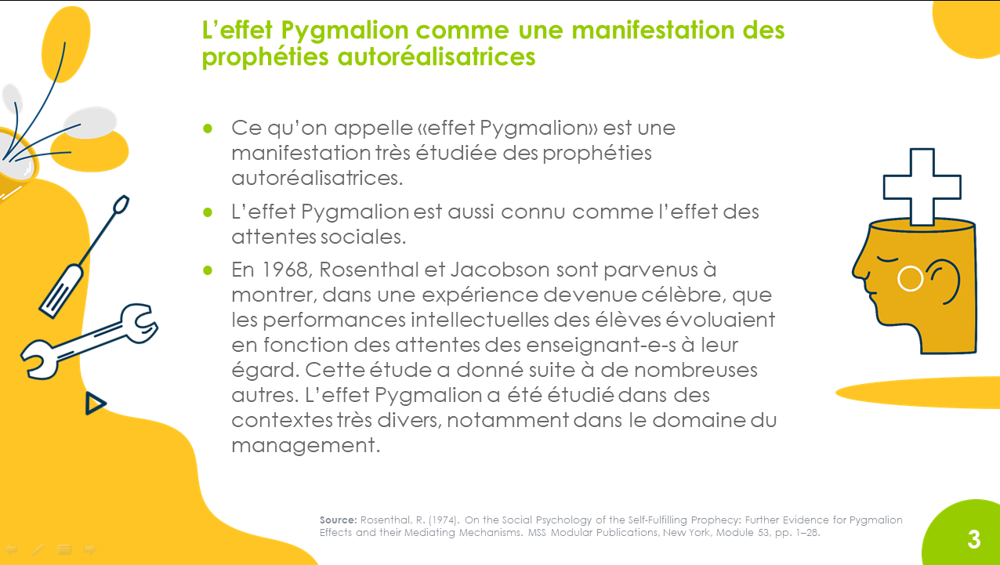 L’effet Pygmalion comme une manifestation des
prophéties autoréalisatrices
● Ce qu’on appelle «effet Pygmalion» est une
manifestation très étudiée des prophéties
autoréalisatrices.
● L’effet Pygmalion est aussi connu comme l’effet des
attentes sociales.
● En 1968, Rosenthal et Jacobson sont parvenus à
montrer, dans une expérience devenue célèbre, que
les performances intellectuelles des élèves évoluaient
en fonction des attentes des enseignant-e-s à leur
égard. Cette étude a donné suite à de nombreuses
autres. L’effet Pygmalion a été étudié dans des
contextes très divers, notamment dans le domaine du
management.
Source: Rosenthal, R. (1974). On the Social Psychology of the Self-Fulfilling Prophecy: Further Evidence for Pygmalion
Effects and their Mediating Mechanisms. MSS Modular Publications, New York, Module 53, pp. 1–28.
3